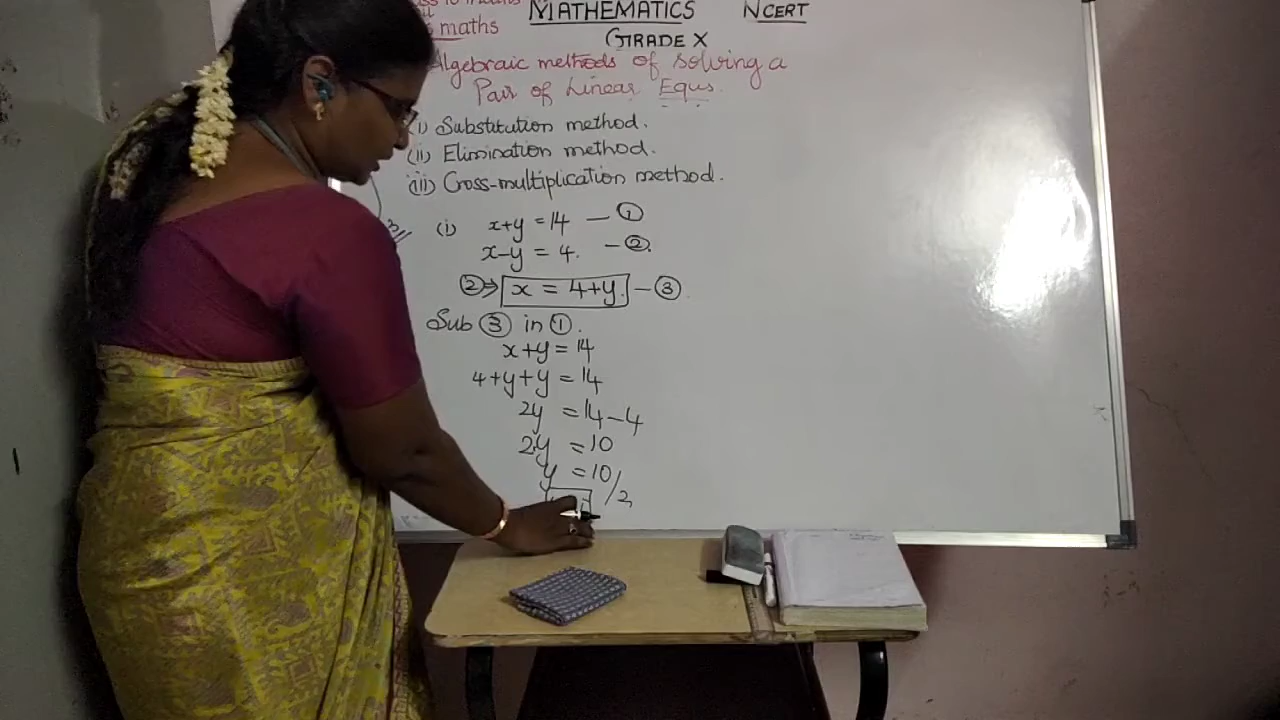 maths
MATHEMATICS NCERT
GRADE X
Algebraic methods of solving a
Pair of Linear Equs.
(i) Substitution method.
(ii) Elimination method.
(iii) Cross-multiplication method.
(i) x+y = 14 — ①
x-y = 4. — ②.
② ⇒ x = 4+y. — ③
Sub ③ in ①.
x+y = 14
4+y+y = 14
2y = 14-4
2y = 10
y = 10/2